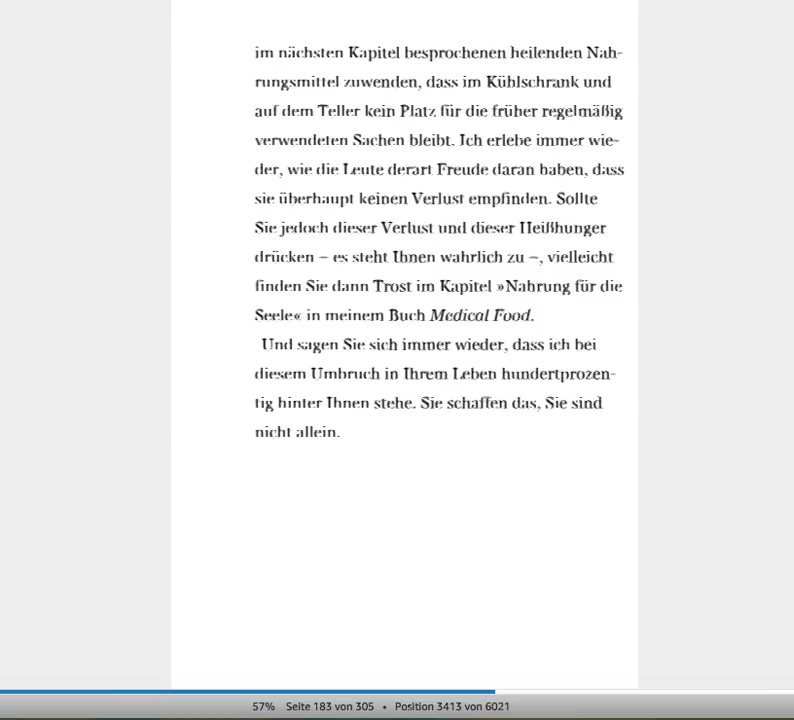 im nächsten Kapitel besprochenen heilenden Nah-
rungsmittel zuwenden, dass im Kühlschrank und
auf dem Teller kein Platz für die früher regelmäßig
verwendeten Sachen bleibt. Ich erlebe immer wie-
der, wie die Leute derart Freude daran haben, dass
sie überhaupt keinen Verlust empfinden. Sollte
Sie jedoch dieser Verlust und dieser Heißhunger
drücken – es steht Ihnen wahrlich zu –, vielleicht
finden Sie dann Trost im Kapitel »Nahrung für die
Seele« in meinem Buch Medical Food.
Und sagen Sie sich immer wieder, dass ich bei
diesem Umbruch in Ihrem Leben hundertprozen-
tig hinter Ihnen stehe. Sie schaffen das, Sie sind
nicht allein.
57% Seite 183 von 305 • Position 3413 von 6021